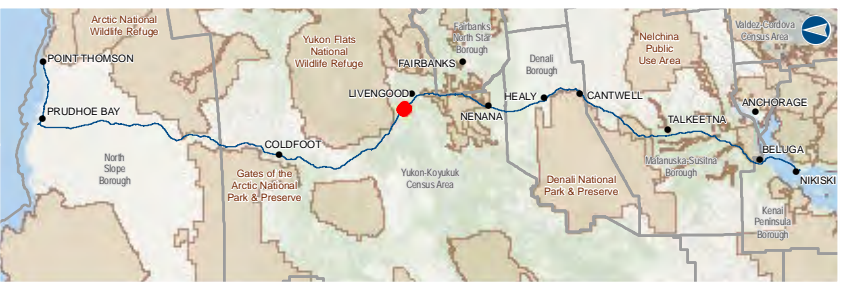 Arctic National
Wildlife Refuge
POINT THOMSON
PRUDHOE BAY
North
Slope
Borough
COLDFOOT
Gates of the
Arctic National
Park & Preserve
Yukon Flats
National
Wildlife Refuge
LIVENGOOD
Yukon-Koyukuk
Census Area
Fairbanks
North Star
Borough
FAIRBANKS
NENANA
HEALY
Denali
Borough
CANTWELL
Denali National
Park & Preserve
Nelchina
Public
Use Area
TALKEETNA
Matanuska-Susitna
Borough
Valdez-Cordova
Census Area
ANCHORAGE
BELUGA
NIKISKI
Kenai
Peninsula
Borough